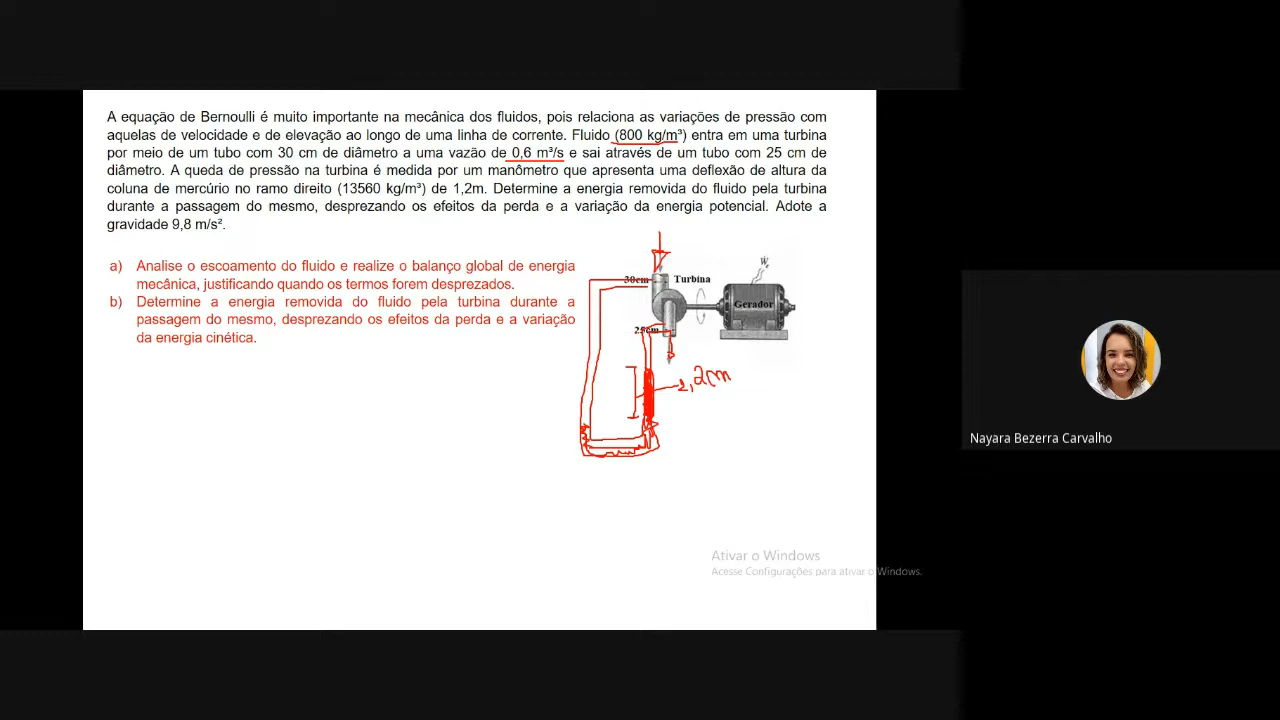 A equação de Bernoulli é muito importante na mecânica dos fluidos, pois relaciona as variações de pressão com
aquelas de velocidade e de elevação ao longo de uma linha de corrente. Fluido (800 kg/m³) entra em uma turbina
por meio de um tubo com 30 cm de diâmetro a uma vazão de 0,6 m³/s e sai através de um tubo com 25 cm de
diâmetro. A queda de pressão na turbina é medida por um manômetro que apresenta uma deflexão de altura da
coluna de mercúrio no ramo direito (13560 kg/m³) de 1,2m. Determine a energia removida do fluido pela turbina
durante a passagem do mesmo, desprezando os efeitos da perda e a variação da energia potencial. Adote a
gravidade 9,8 m/s².
a) Analise o escoamento do fluido e realize o balanço global de energia
mecânica, justificando quando os termos forem desprezados.
b) Determine a energia removida do fluido pela turbina durante a
passagem do mesmo, desprezando os efeitos da perda e a variação
da energia cinética.
30cm
Turbina
Gerador
25cm
2cm
Nayara Bezerra Carvalho
Ativar o Windows
Acesse Configurações para ativar o Windows.